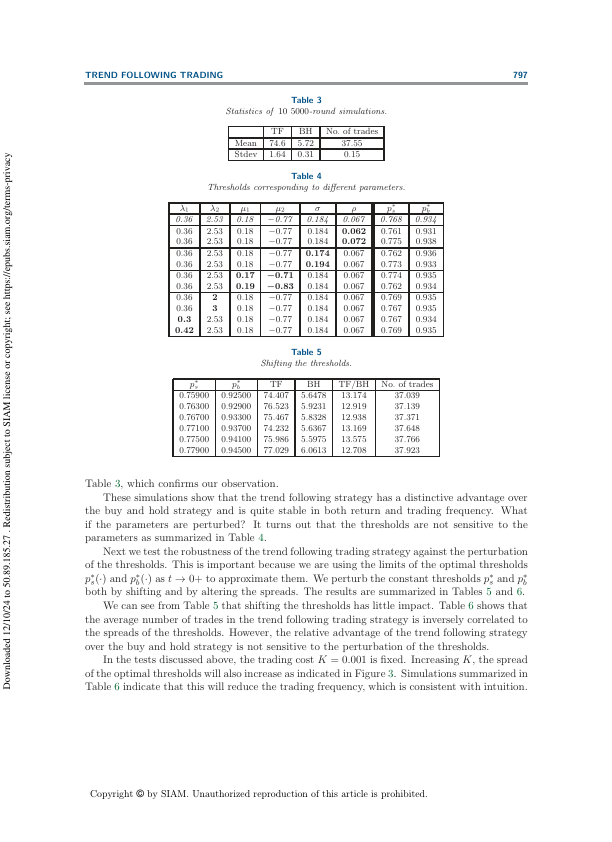 TREND FOLLOWING TRADING 797
Table 3
Statistics of 10 5000-round simulations.
TF BH No. of trades
Mean 74.6 5.72 37.55
Stdev 1.64 0.31 0.15
Table 4
Thresholds corresponding to different parameters.
λ1 λ2 μ1 μ2 σ ρ p*s p*b
0.36 2.53 0.18 −0.77 0.184 0.067 0.768 0.934
0.36 2.53 0.18 −0.77 0.184 0.062 0.761 0.931
0.36 2.53 0.18 −0.77 0.184 0.072 0.775 0.938
0.36 2.53 0.18 −0.77 0.174 0.067 0.762 0.936
0.36 2.53 0.18 −0.77 0.194 0.067 0.773 0.933
0.36 2.53 0.17 −0.71 0.184 0.067 0.774 0.935
0.36 2.53 0.19 −0.83 0.184 0.067 0.762 0.934
0.36 2 0.18 −0.77 0.184 0.067 0.769 0.935
0.36 3 0.18 −0.77 0.184 0.067 0.767 0.935
0.3 2.53 0.18 −0.77 0.184 0.067 0.767 0.934
0.42 2.53 0.18 −0.77 0.184 0.067 0.769 0.935
Table 5
Shifting the thresholds.
p*s p*b TF BH TF/BH No. of trades
0.75900 0.92500 74.407 5.6478 13.174 37.039
0.76300 0.92900 76.523 5.9231 12.919 37.139
0.76700 0.93300 75.467 5.8328 12.938 37.371
0.77100 0.93700 74.232 5.6367 13.169 37.648
0.77500 0.94100 75.986 5.5975 13.575 37.766
0.77900 0.94500 77.029 6.0613 12.708 37.923
Table 3, which confirms our observation.
These simulations show that the trend following strategy has a distinctive advantage over
the buy and hold strategy and is quite stable in both return and trading frequency. What
if the parameters are perturbed? It turns out that the thresholds are not sensitive to the
parameters as summarized in Table 4.
Next we test the robustness of the trend following trading strategy against the perturbation
of the thresholds. This is important because we are using the limits of the optimal thresholds
p*s(·) and p*b(·) as t → 0+ to approximate them. We perturb the constant thresholds p*s and p*b
both by shifting and by altering the spreads. The results are summarized in Tables 5 and 6.
We can see from Table 5 that shifting the thresholds has little impact. Table 6 shows that
the average number of trades in the trend following trading strategy is inversely correlated to
the spreads of the thresholds. However, the relative advantage of the trend following strategy
over the buy and hold strategy is not sensitive to the perturbation of the thresholds.
In the tests discussed above, the trading cost K = 0.001 is fixed. Increasing K, the spread
of the optimal thresholds will also increase as indicated in Figure 3. Simulations summarized in
Table 6 indicate that this will reduce the trading frequency, which is consistent with intuition.
Copyright © by SIAM. Unauthorized reproduction of this article is prohibited.
Downloaded 12/10/24 to 50.89.185.27 . Redistribution subject to SIAM license or copyright; see https://epubs.siam.org/terms-privacy